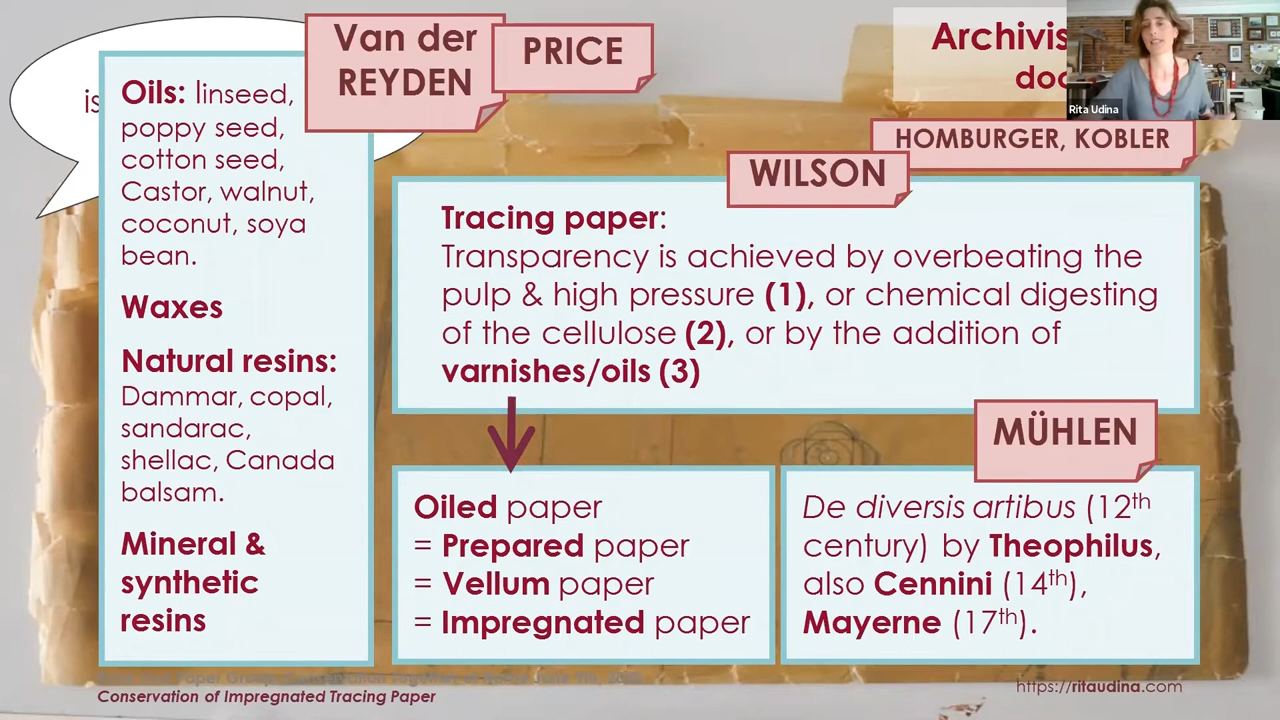 is
Van der
REYDEN
PRICE
Archivis
doc
Rita Udina
HOMBURGER, KOBLER
WILSON
Oils: linseed,
poppy seed,
cotton seed,
Castor, walnut,
coconut, soya
bean.
Waxes
Natural resins:
Dammar, copal,
sandarac,
shellac, Canada
balsam.
Mineral &
synthetic
resins
Tracing paper:
Transparency is achieved by overbeating the
pulp & high pressure (1), or chemical digesting
of the cellulose (2), or by the addition of
varnishes/oils (3)
Oiled paper
= Prepared paper
= Vellum paper
= Impregnated paper
MÜHLEN
De diversis artibus (12th
century) by Theophilus,
also Cennini (14th),
Mayerne (17th).
Conservation of Impregnated Tracing Paper
https://ritaudina.com